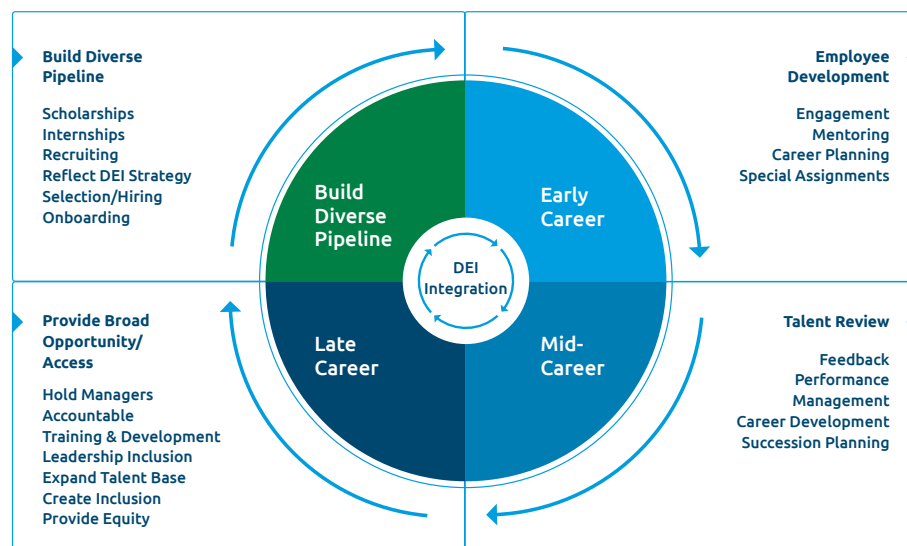 Build Diverse
Pipeline
Scholarships
Internships
Recruiting
Reflect DEI Strategy
Selection/Hiring
Onboarding
Employee
Development
Engagement
Mentoring
Career Planning
Special Assignments
Build
Diverse
Pipeline
Early
Career
DEI
Integration
Late
Career
Mid-
Career
Provide Broad
Opportunity/
Access
Hold Managers
Accountable
Training & Development
Leadership Inclusion
Expand Talent Base
Create Inclusion
Provide Equity
Talent Review
Feedback
Performance
Management
Career Development
Succession Planning